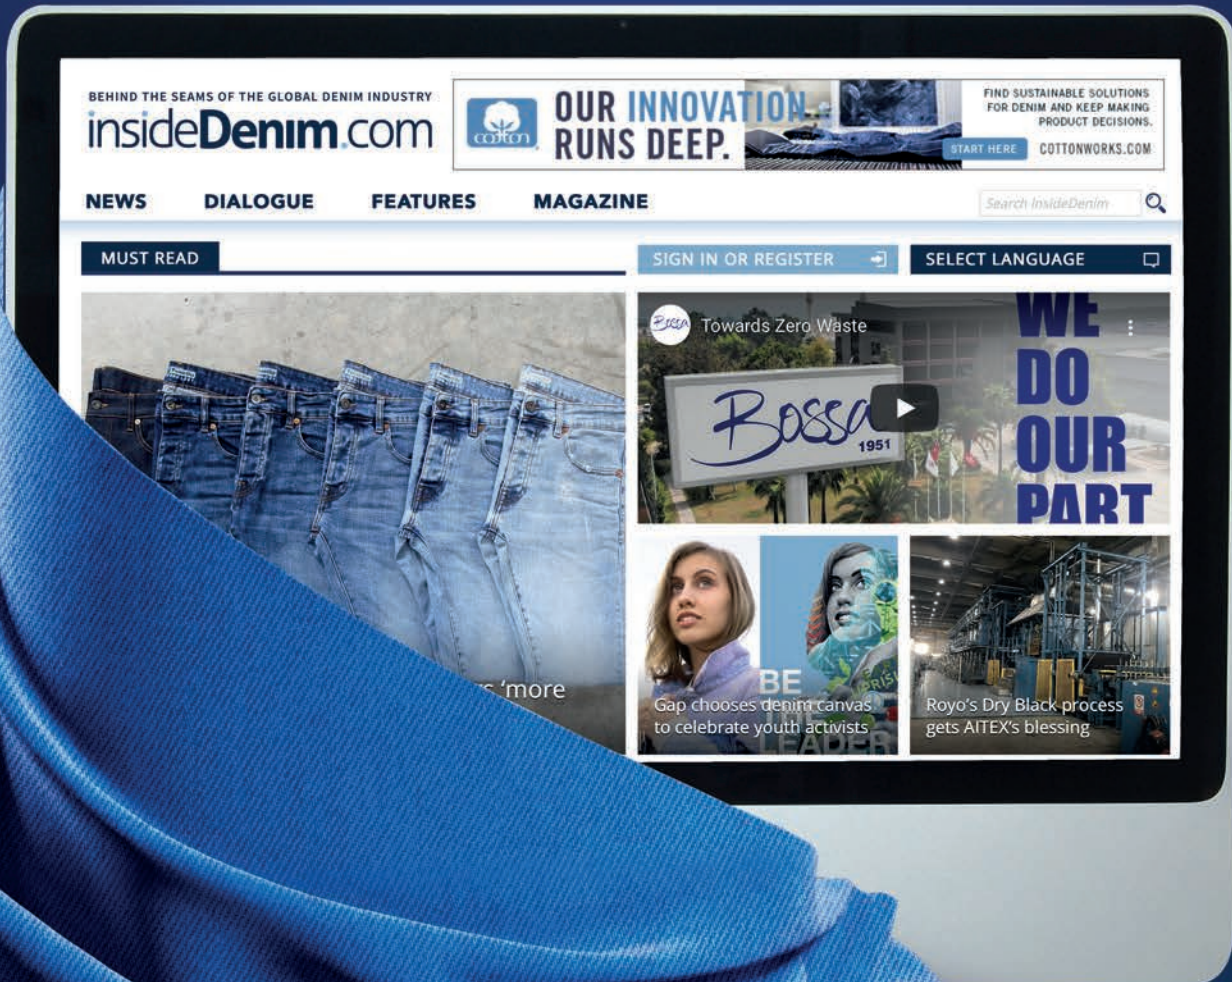 BEHIND THE SEAMS OF THE GLOBAL DENIM INDUSTRY
insideDenim.com
cotton
OUR INNOVATION
RUNS DEEP.
FIND SUSTAINABLE SOLUTIONS
FOR DENIM AND KEEP MAKING
PRODUCT DECISIONS.
START HERE
COTTONWORKS.COM
NEWS
DIALOGUE
FEATURES
MAGAZINE
Search InsideDenim
MUST READ
SIGN IN OR REGISTER
SELECT LANGUAGE
'more
Bossa
Towards Zero Waste
Bossa
1951
WE
DO
OUR
PART
BE
THE
LEADER
Gap chooses denim canvas
to celebrate youth activists
Royo's Dry Black process
gets AITEX's blessing